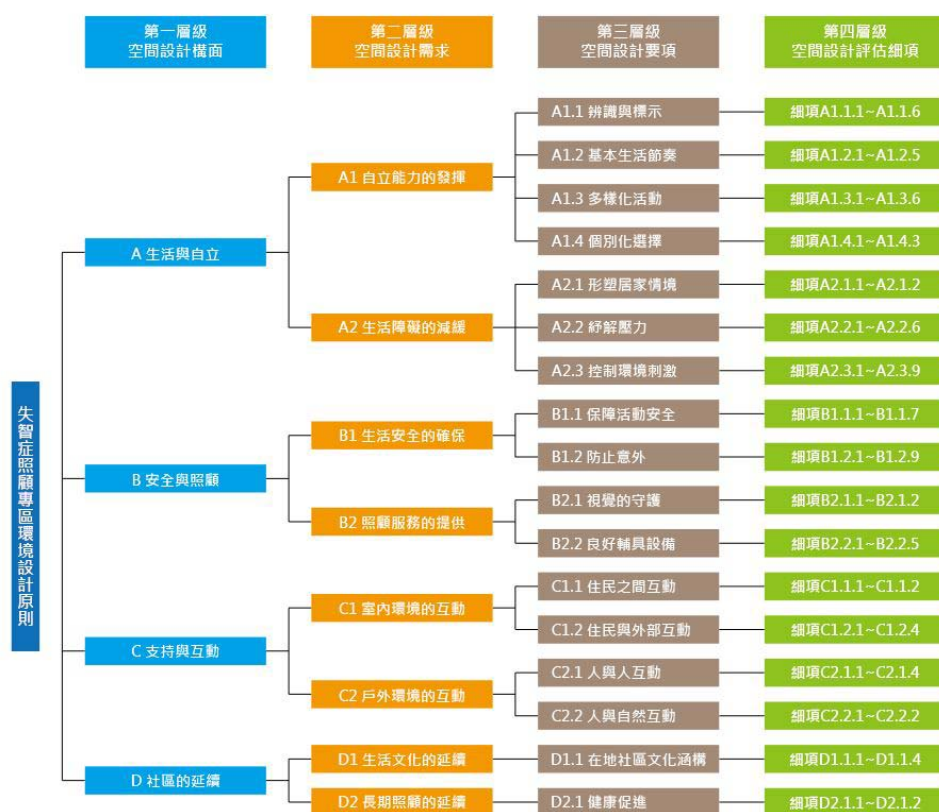 第一層級
空間設計構面
第二層級
空間設計需求
第三層級
空間設計要項
第四層級
空間設計評估細項
失智症照顧專區環境設計原則
A 生活與自立
A1 自立能力的發揮
A1.1 辨識與標示
細項A1.1.1~A1.1.6
A1.2 基本生活節奏
細項A1.2.1~A1.2.5
A1.3 多樣化活動
細項A1.3.1~A1.3.6
A1.4 個別化選擇
細項A1.4.1~A1.4.3
A2 生活障礙的減緩
A2.1 形塑居家情境
細項A2.1.1~A2.1.2
A2.2 紓解壓力
細項A2.2.1~A2.2.6
A2.3 控制環境刺激
細項A2.3.1~A2.3.9
B 安全與照顧
B1 生活安全的確保
B1.1 保障活動安全
細項B1.1.1~B1.1.7
B1.2 防止意外
細項B1.2.1~B1.2.9
B2 照顧服務的提供
B2.1 視覺的守護
細項B2.1.1~B2.1.2
B2.2 良好輔具設備
細項B2.2.1~B2.2.5
C 支持與互動
C1 室內環境的互動
C1.1 住民之間互動
細項C1.1.1~C1.1.2
C1.2 住民與外部互動
細項C1.2.1~C1.2.4
C2 戶外環境的互動
C2.1 人與人互動
細項C2.1.1~C2.1.4
C2.2 人與自然互動
細項C2.2.1~C2.2.2
D 社區的延續
D1 生活文化的延續
D1.1 在地社區文化涵構
細項D1.1.1~D1.1.4
D2 長期照顧的延續
D2.1 健康促進
細項D2.1.1~D2.1.2